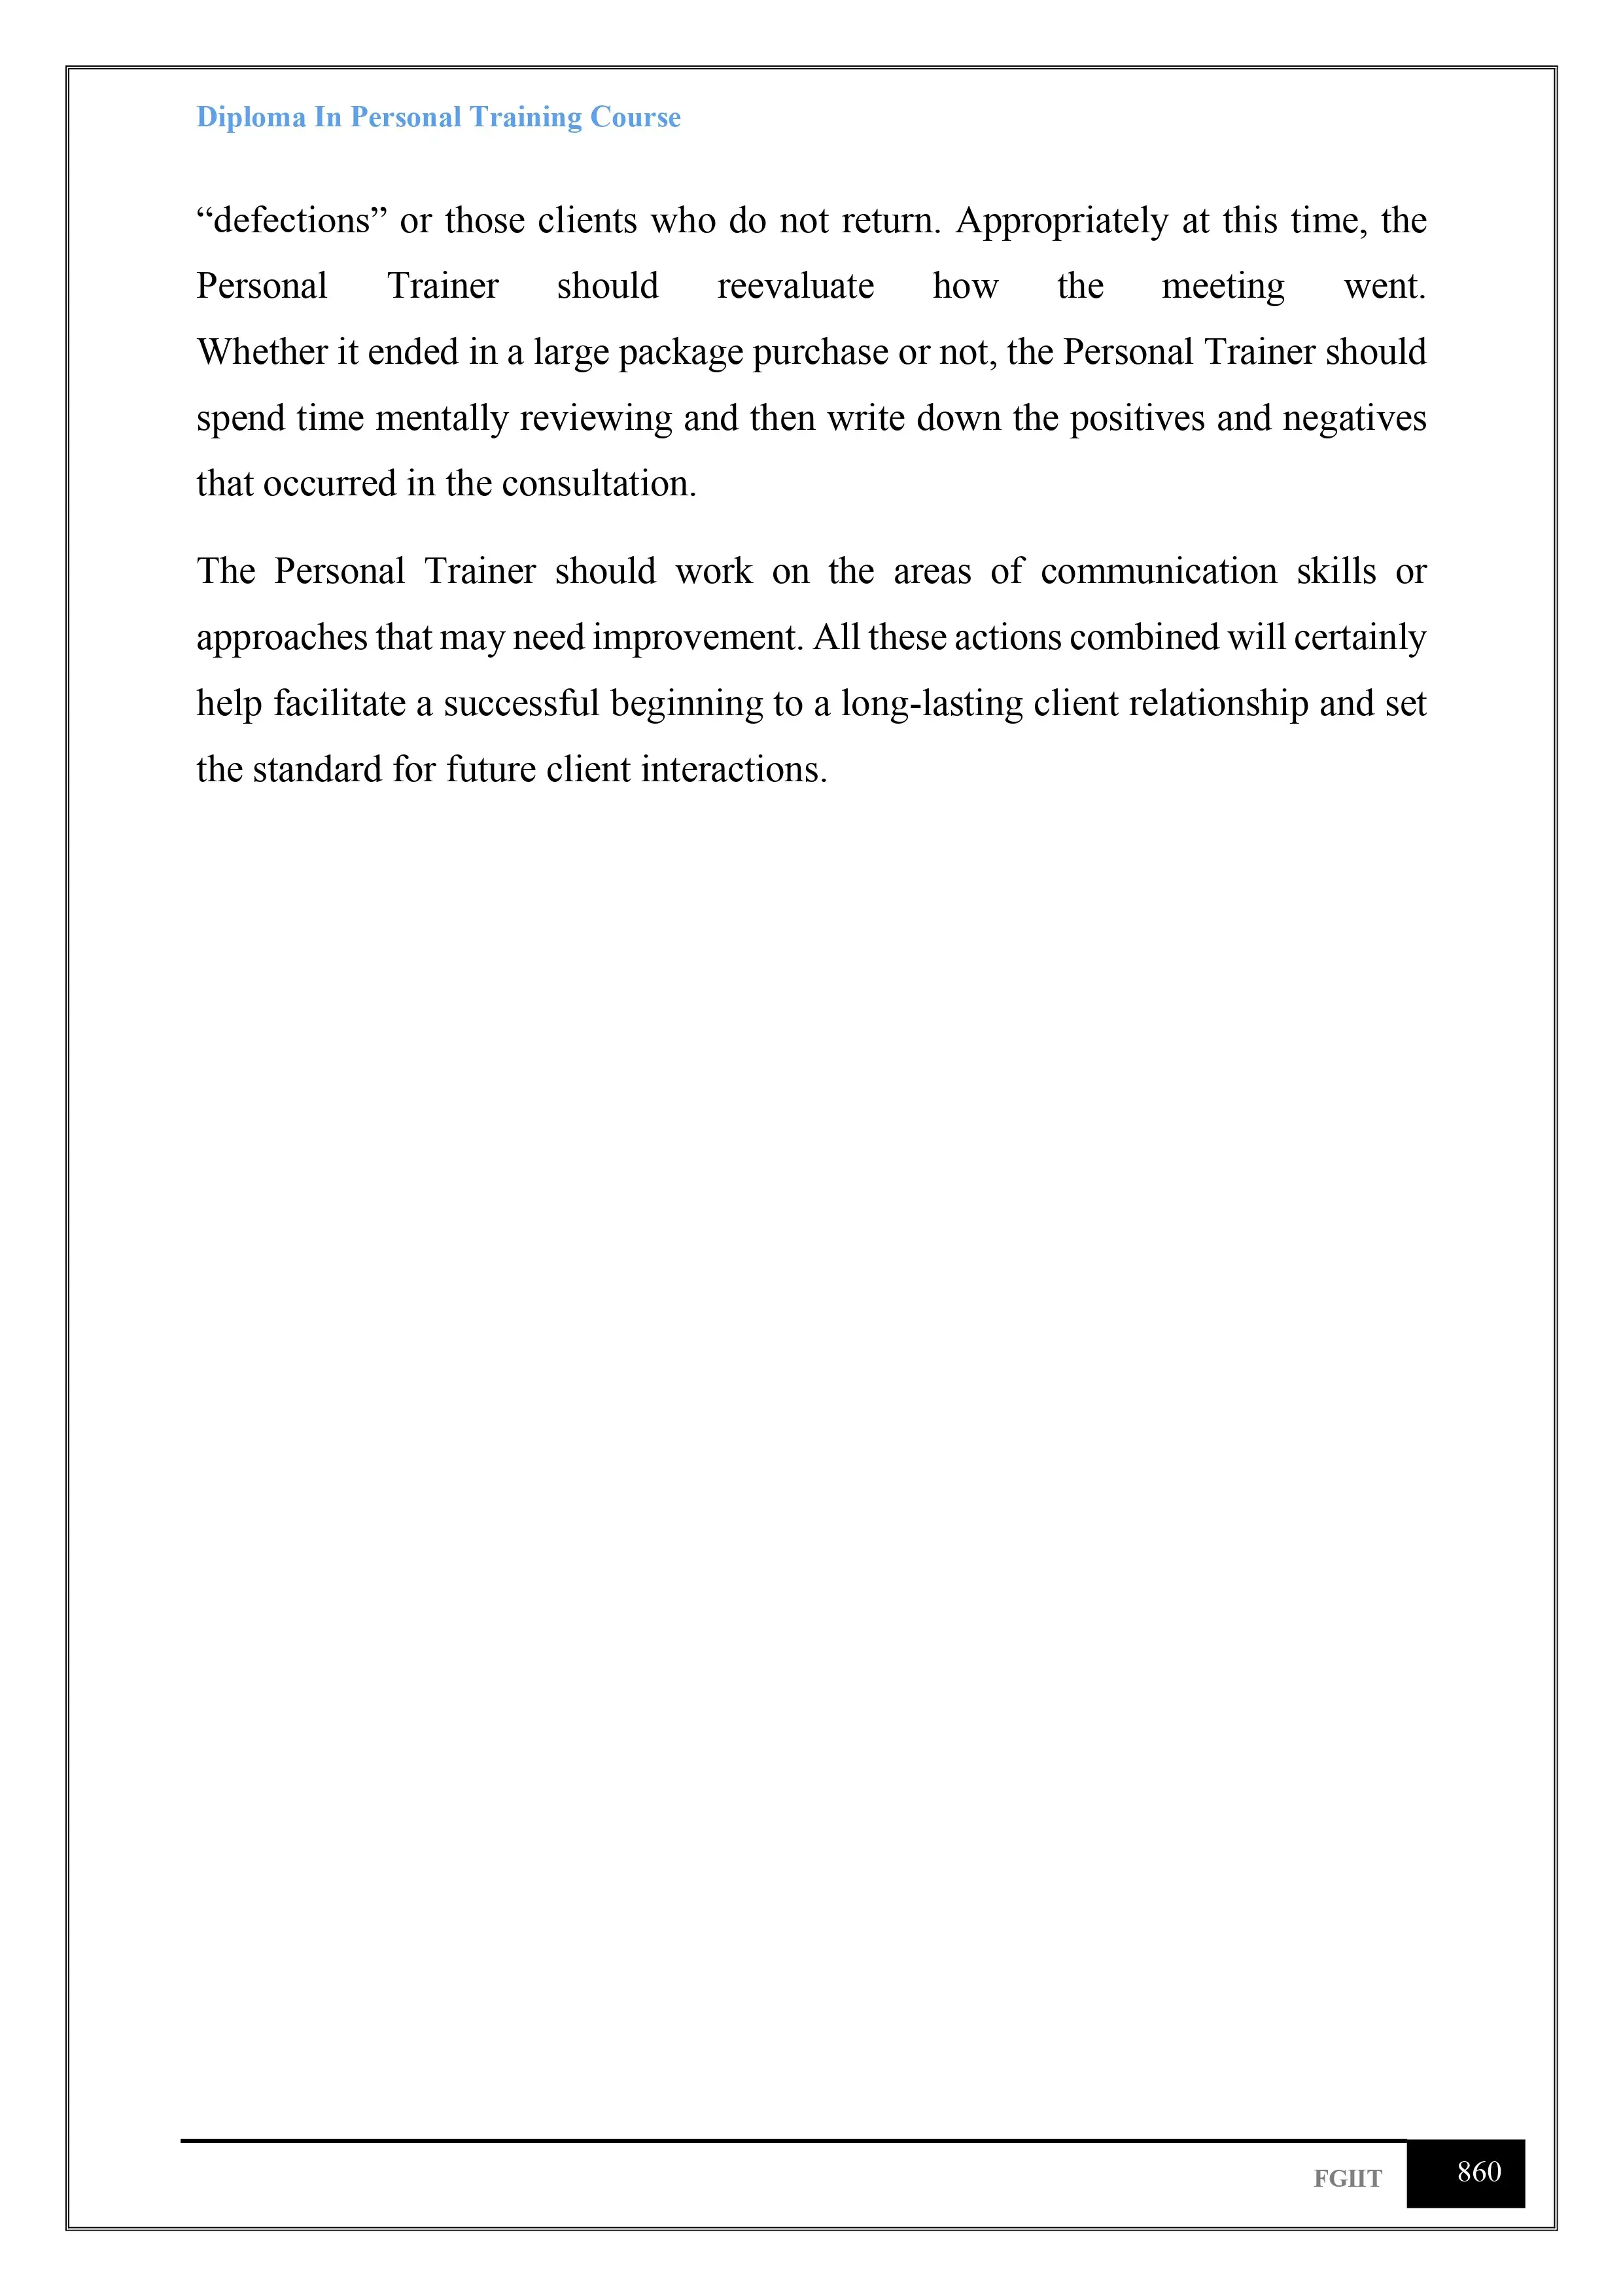 Diploma In Personal Training Course
“defections” or those clients who do not return. Appropriately at this time, the
Personal Trainer should reevaluate how the meeting went.
Whether it ended in a large package purchase or not, the Personal Trainer should
spend time mentally reviewing and then write down the positives and negatives
that occurred in the consultation.
The Personal Trainer should work on the areas of communication skills or
approaches that may need improvement. All these actions combined will certainly
help facilitate a successful beginning to a long-lasting client relationship and set
the standard for future client interactions.
FGIIT 860